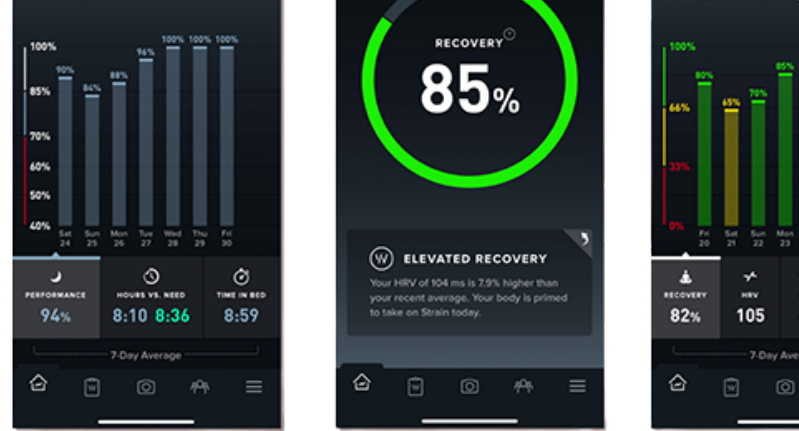 100%
85%
70%
60%
50%
40%
90%
84%
88%
96%
100% 100% 100%
Sat Sun Mon Tue Wed Thu Fri
24 25 26 27 28 29 30
PERFORMANCE
94%
HOURS VS. NEED
8:10 8:36
TIME IN BED
8:59
7-Day Average
RECOVERY
85%
ELEVATED RECOVERY
Your HRV of 104 ms is 7.9% higher than
your recent average. Your body is primed
to take on Strain today.
100%
66%
33%
0%
80%
65%
70%
85%
Fri Sat Sun Mon
20 21 22 23
RECOVERY
82%
HRV
105
7-Day Aver